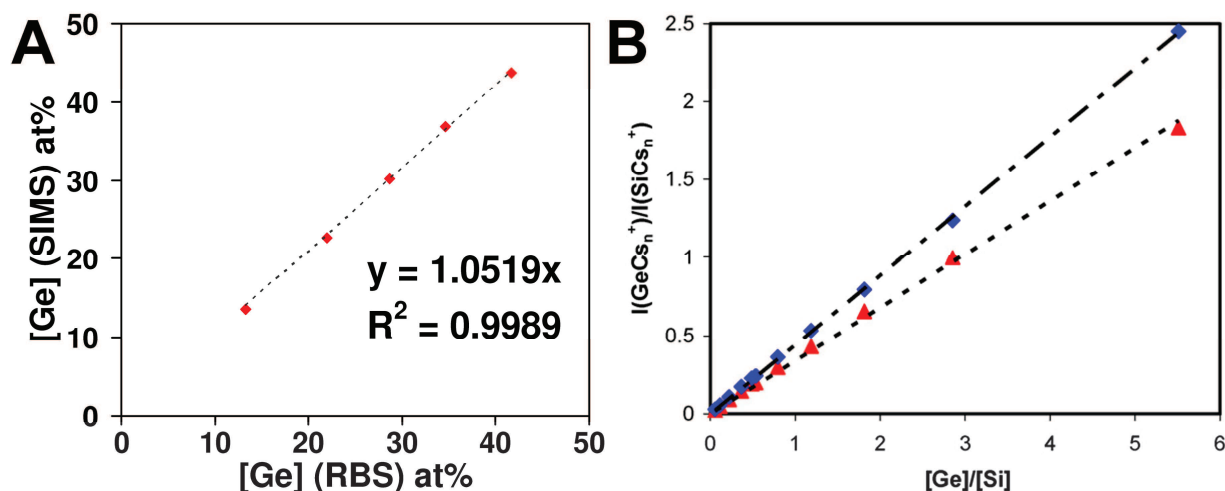 A
50
40
30
20
10
0
[Ge] (SIMS) at%
y = 1.0519x
R² = 0.9989
0 10 20 30 40 50
[Ge] (RBS) at%
B
2.5
2
1.5
1
0.5
0
I(GeCsₙ⁺)/I(SiCsₙ⁺)
0 1 2 3 4 5 6
[Ge]/[Si]